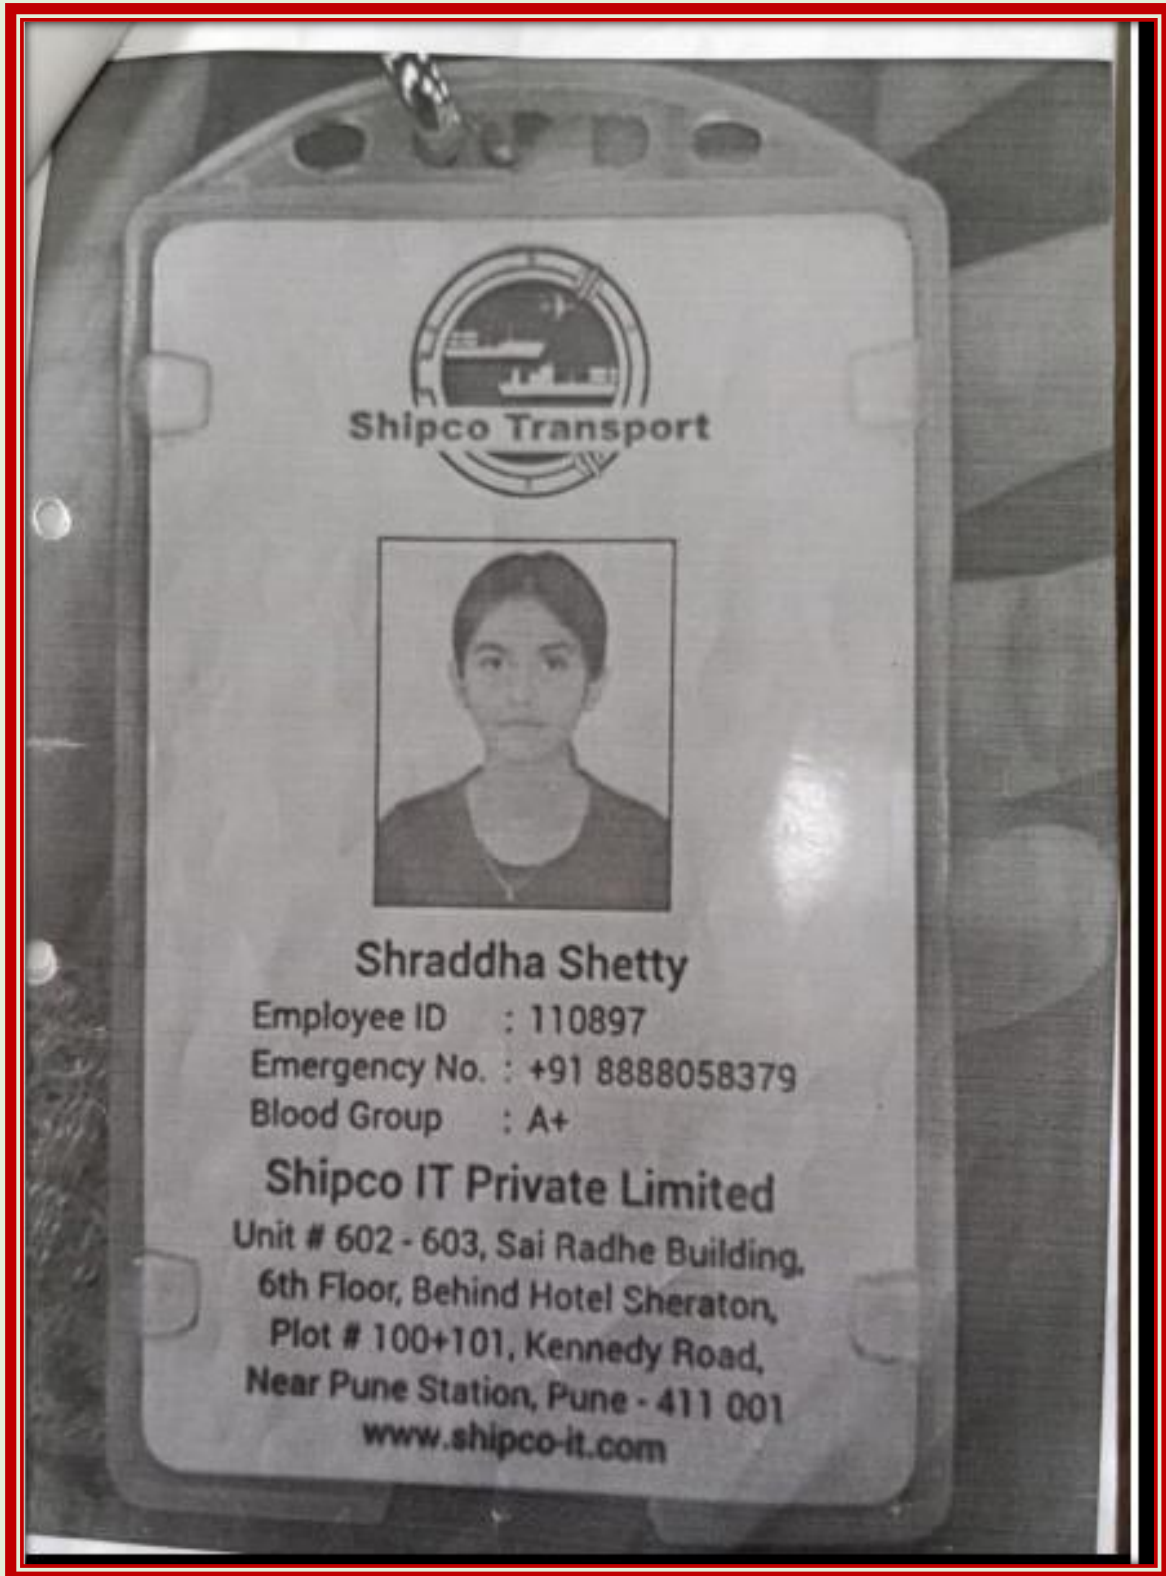 Shipco Transport
Shraddha Shetty
Employee ID : 110897
Emergency No. : +91 8888058379
Blood Group : A+
Shipco IT Private Limited
Unit # 602 - 603, Sai Radhe Building,
6th Floor, Behind Hotel Sheraton,
Plot # 100+101, Kennedy Road,
Near Pune Station, Pune - 411 001
www.shipco-it.com